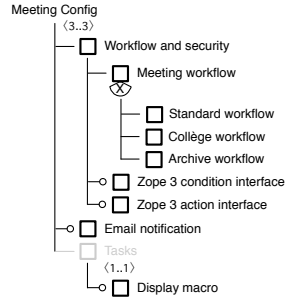 Meeting Config
〈3..3〉
Workflow and security
Meeting workflow
X
Standard workflow
Collège workflow
Archive workflow
Zope 3 condition interface
Zope 3 action interface
Email notification
Tasks
〈1..1〉
Display macro